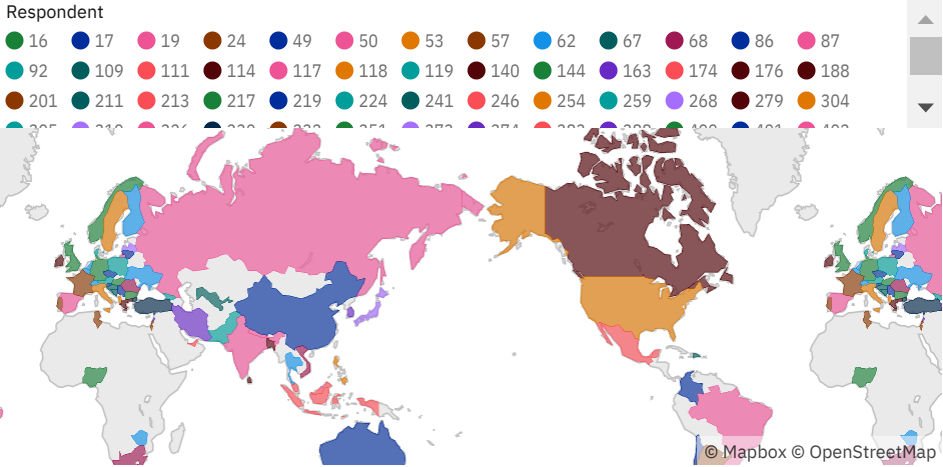 Respondent
16 17 19 24 49 50 53 57 62 67 68 86 87
92 109 111 114 117 118 119 140 144 163 174 176 188
201 211 213 217 219 224 241 246 254 259 268 279 304
© Mapbox © OpenStreetMap